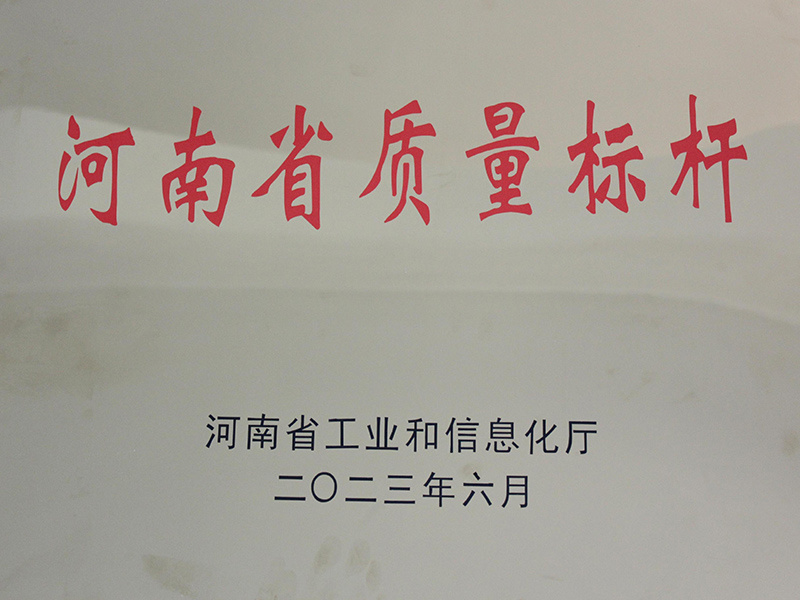 河南省质量标杆
河南省工业和信息化厅
二〇二三年六月